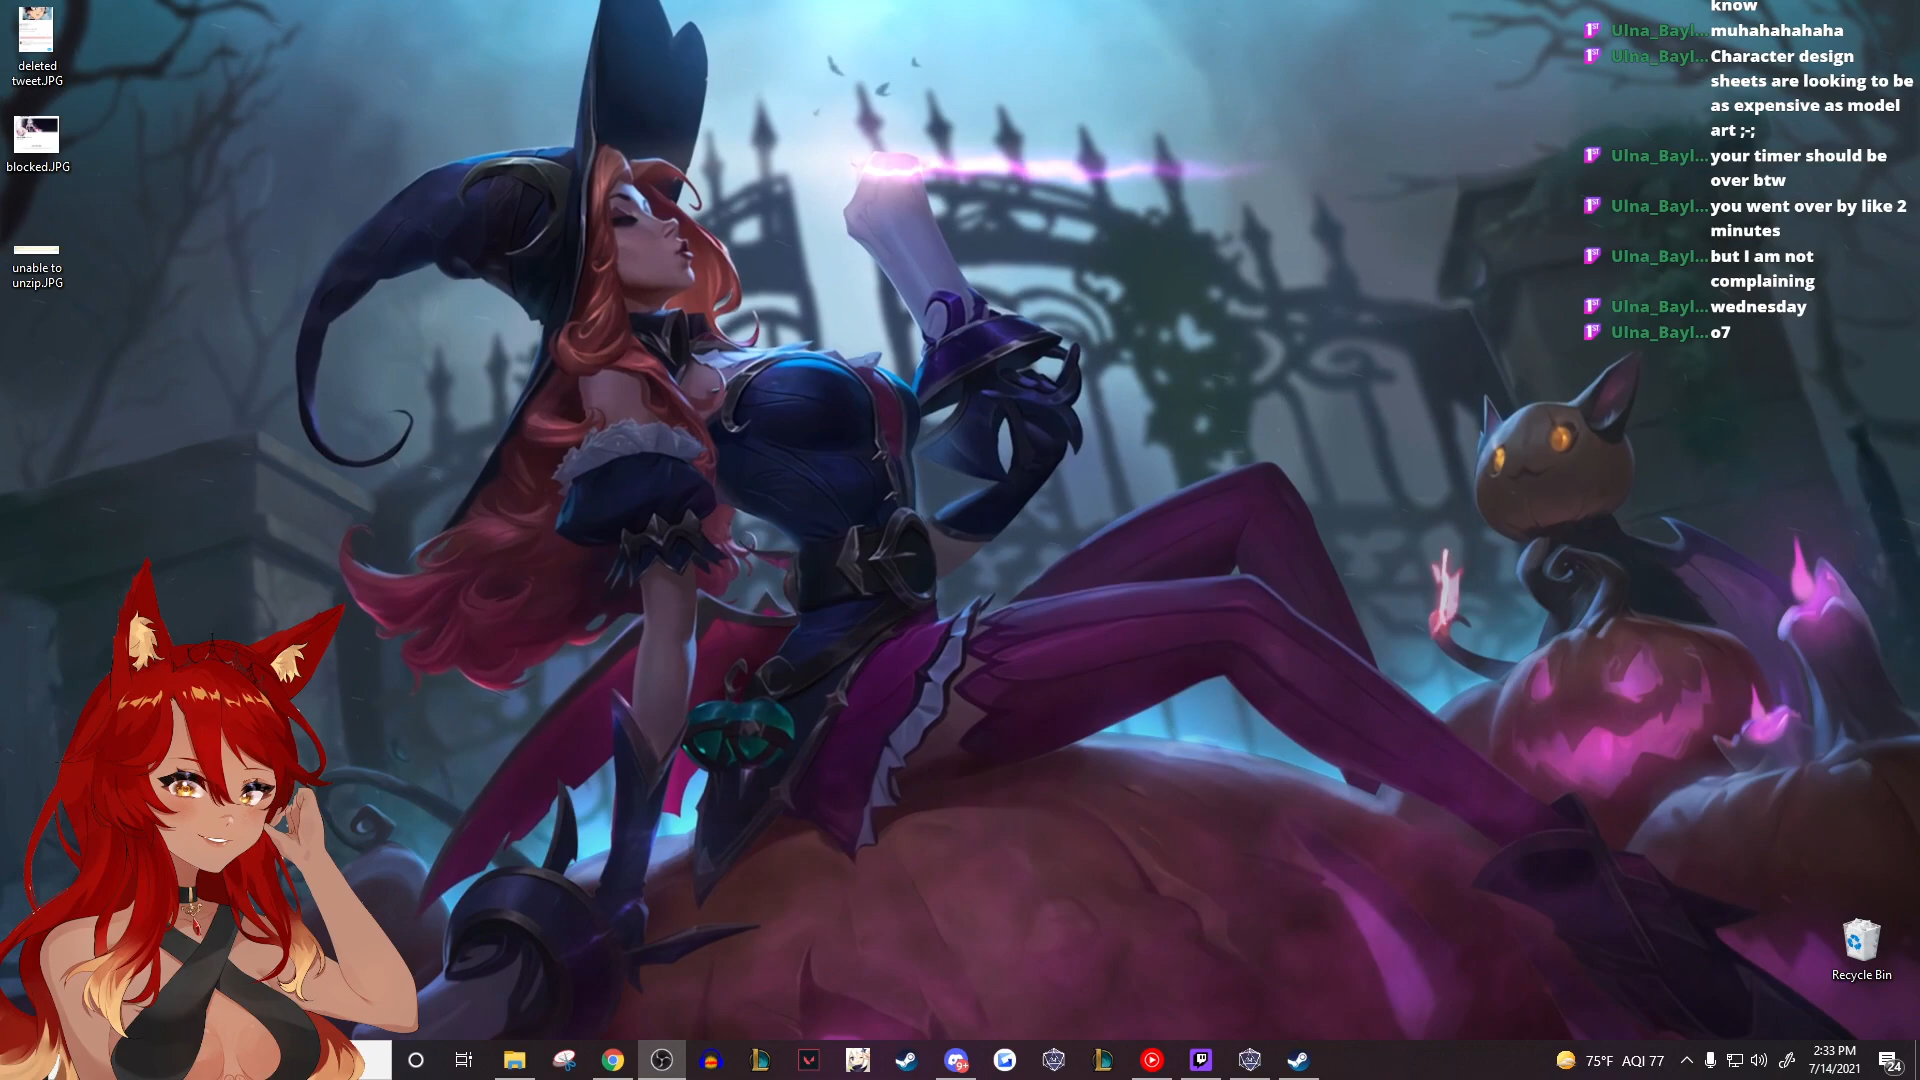 deleted
tweet.JPG
blocked.JPG
unable to
unzip.JPG
know
Ulna_Bayl... muhahahahaha
Ulna_Bayl... Character design
sheets are looking to be
as expensive as model
art ;-;
Ulna_Bayl... your timer should be
over btw
Ulna_Bayl... you went over by like 2
minutes
Ulna_Bayl... but I am not
complaining
Ulna_Bayl... wednesday
Ulna_Bayl... o7
Recycle Bin
9+
75°F AQI 77
2:33 PM
7/14/2021
24